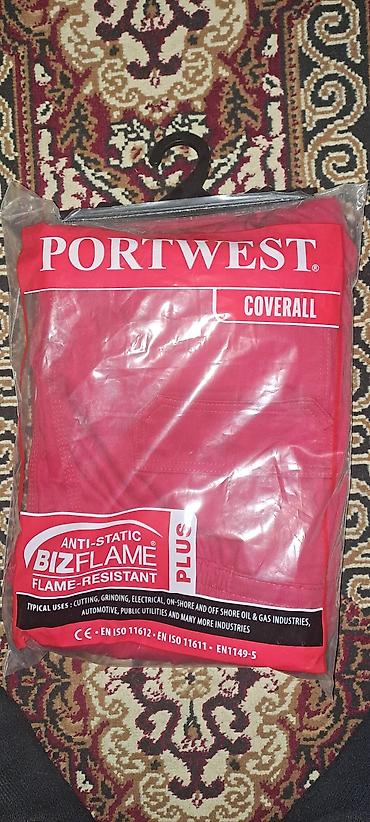 PORTWEST®
COVERALL
ANTI-STATIC
BIZFLAME®
FLAME-RESISTANT
PLUS
TYPICAL USES : CUTTING, GRINDING, ELECTRICAL, ON-SHORE AND OFF SHORE OIL & GAS INDUSTRIES,
AUTOMOTIVE, PUBLIC UTILITIES AND MANY MORE INDUSTRIES
CE - EN ISO 11612 - EN ISO 11611 - EN1149-5